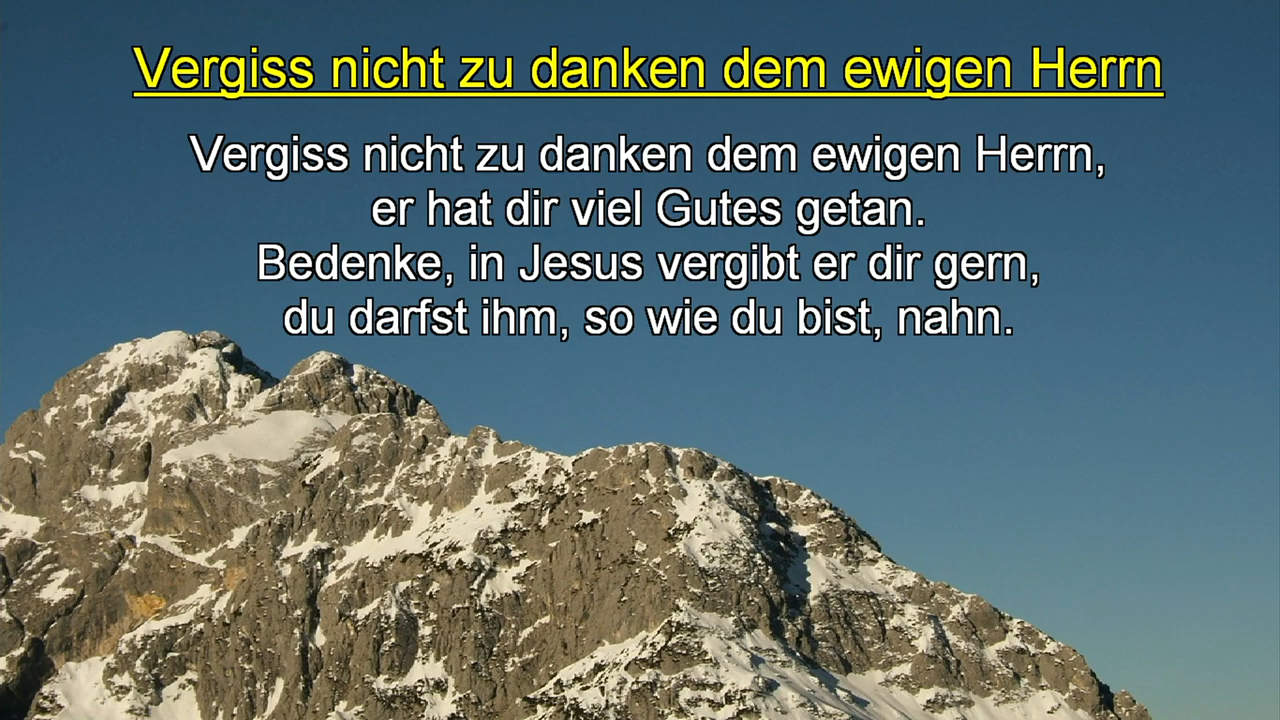 Vergiss nicht zu danken dem ewigen Herrn
Vergiss nicht zu danken dem ewigen Herrn,
er hat dir viel Gutes getan.
Bedenke, in Jesus vergibt er dir gern,
du darfst ihm, so wie du bist, nahn.